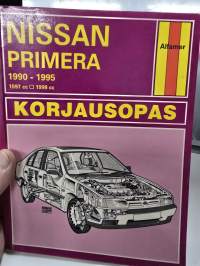 NISSAN
PRIMERA
1990 - 1995
1597 cc □ 1998 cc
Alfamer
KORJAUSOPAS